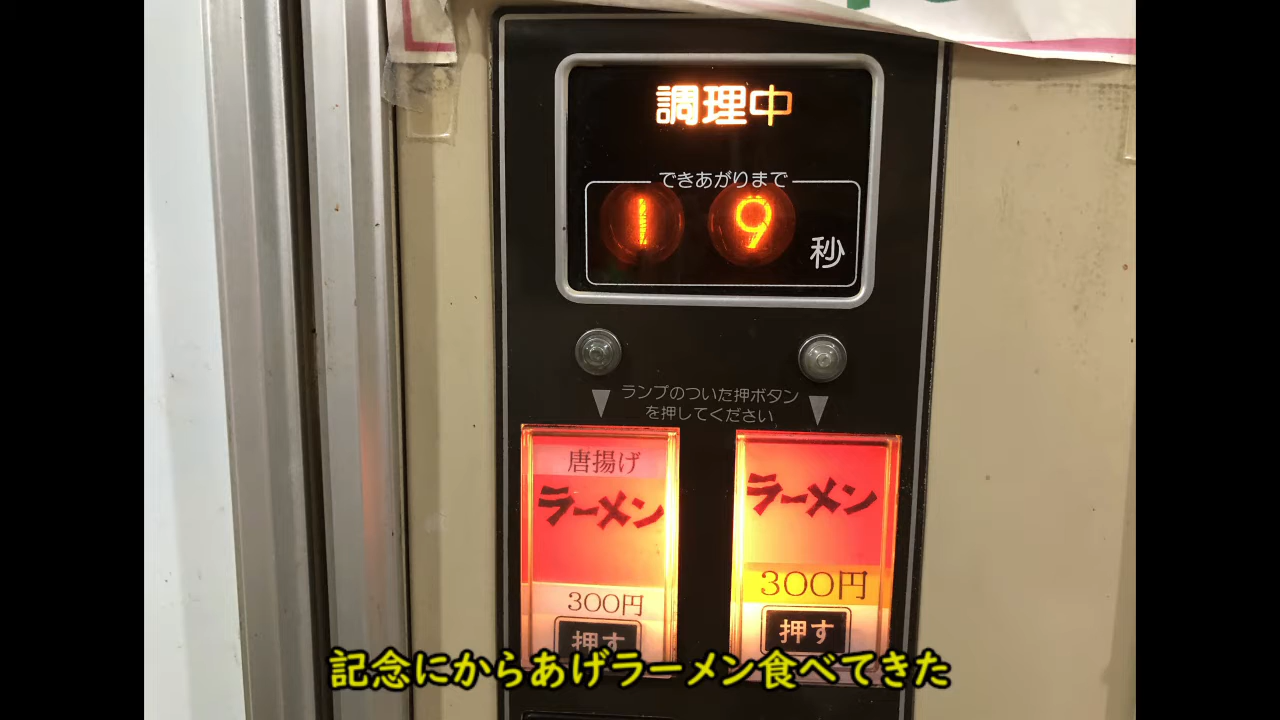 調理中
できあがりまで
19秒
ランプのついた押ボタン
を押してください
唐揚げ
ラーメン
300円
押す
ラーメン
300円
押す
記念にからあげラーメン食べてきた